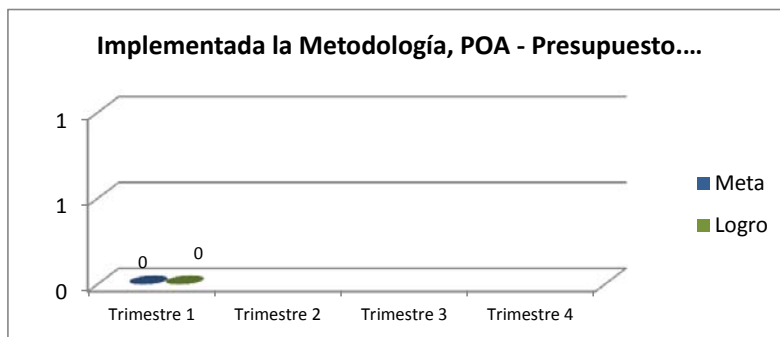 Implementada la Metodología, POA - Presupuesto....
1
1
0
0
0
Trimestre 1
Trimestre 2
Trimestre 3
Trimestre 4
Meta
Logro